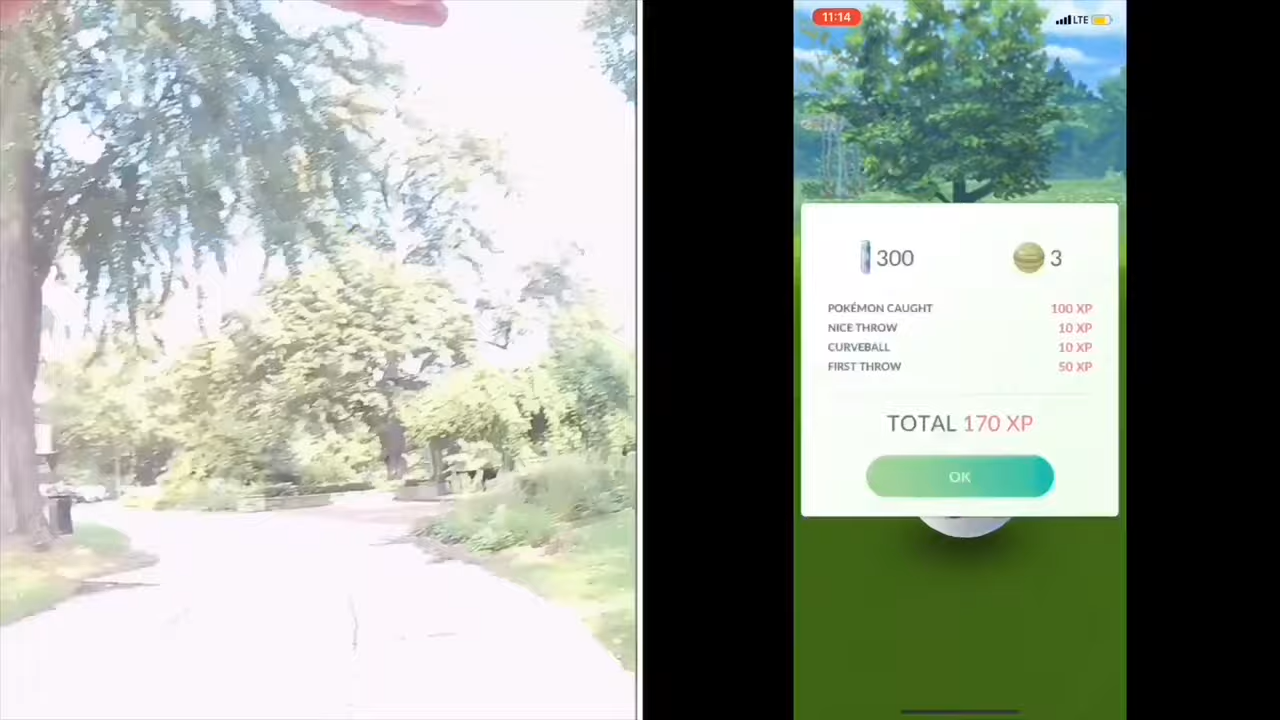 11:14
LTE
300
3
POKÉMON CAUGHT 100 XP
NICE THROW 10 XP
CURVEBALL 10 XP
FIRST THROW 50 XP
TOTAL 170 XP
OK